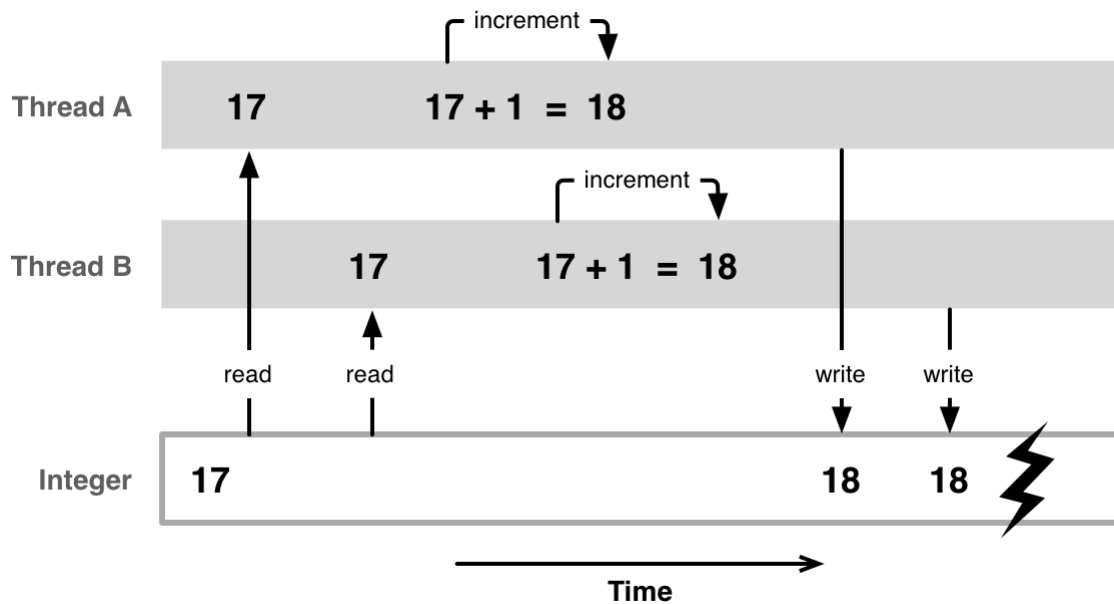 increment
Thread A 17 17 + 1 = 18
increment
Thread B 17 17 + 1 = 18
read read write write
Integer 17 18 18
Time